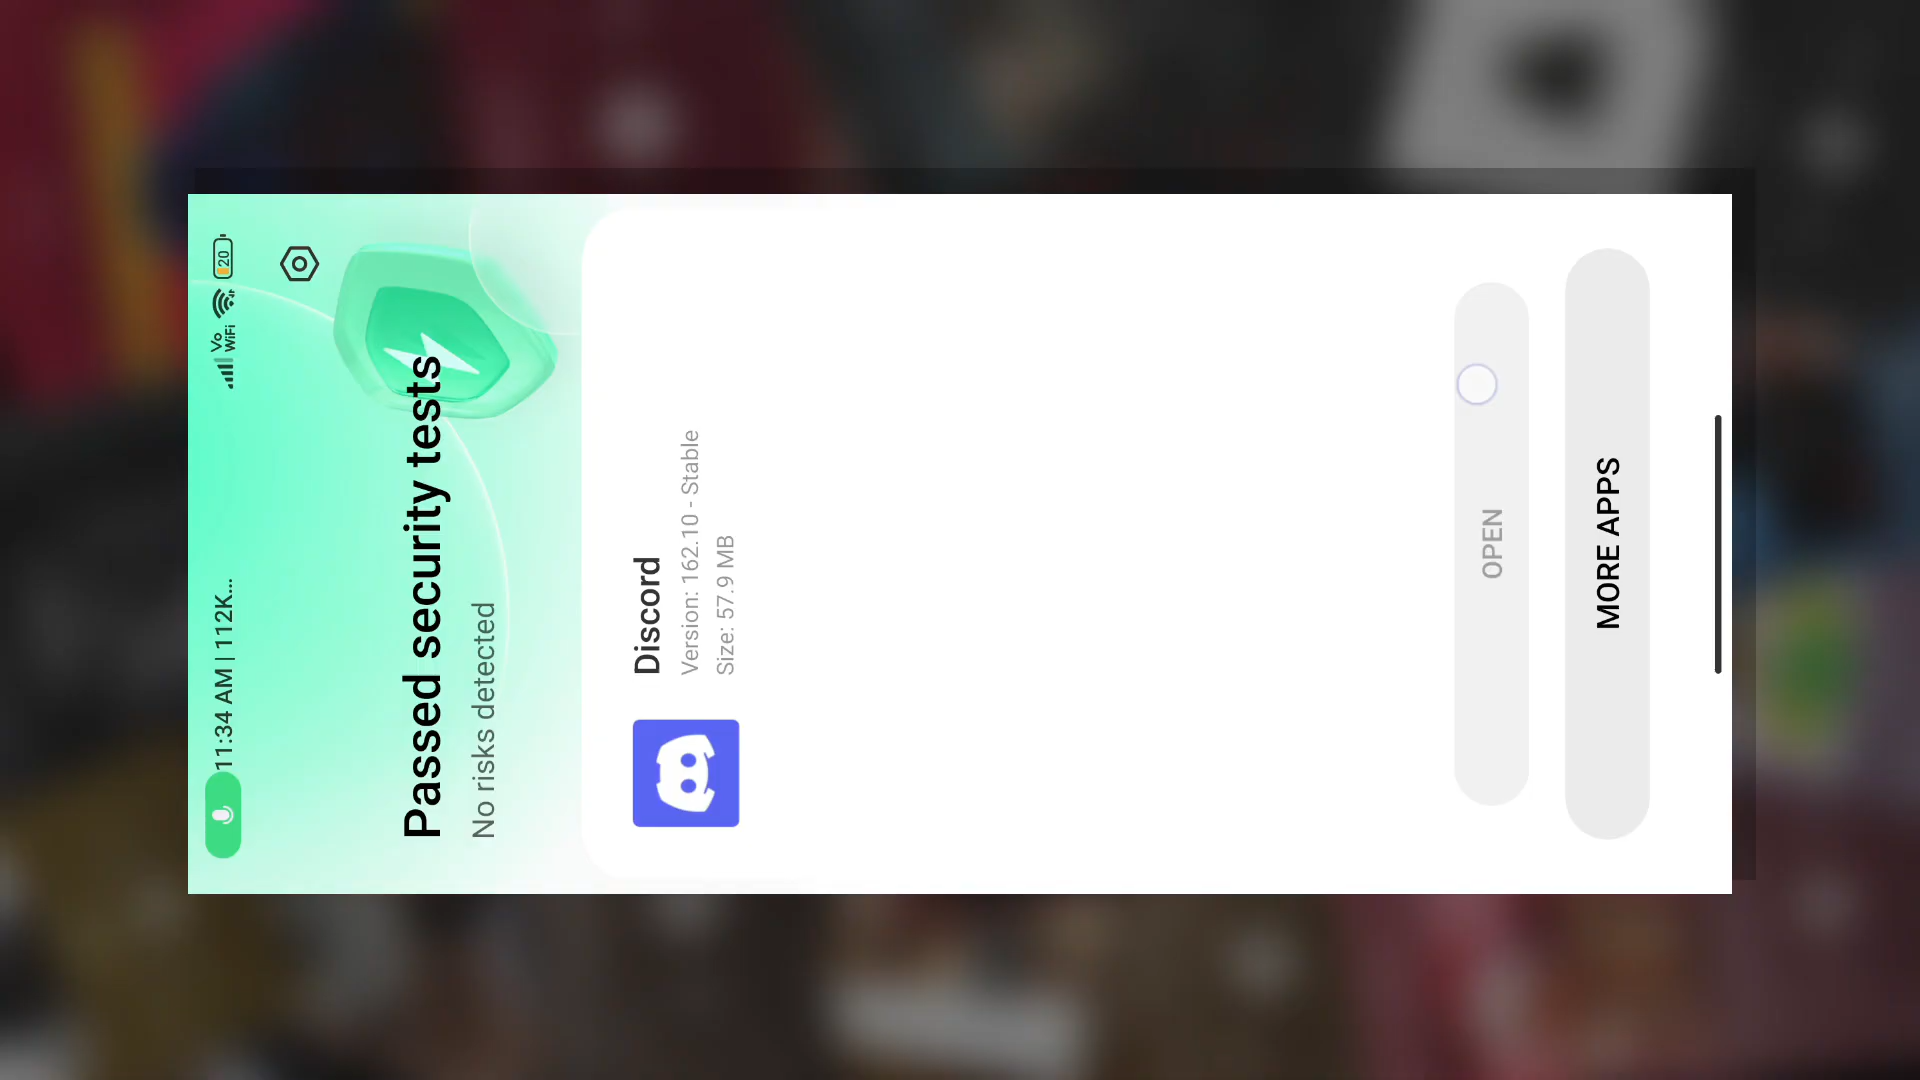 11:34 AM | 112K...
Vo
WiFi
20
Passed security tests
No risks detected
Discord
Version: 162.10 - Stable
Size: 57.9 MB
OPEN
MORE APPS